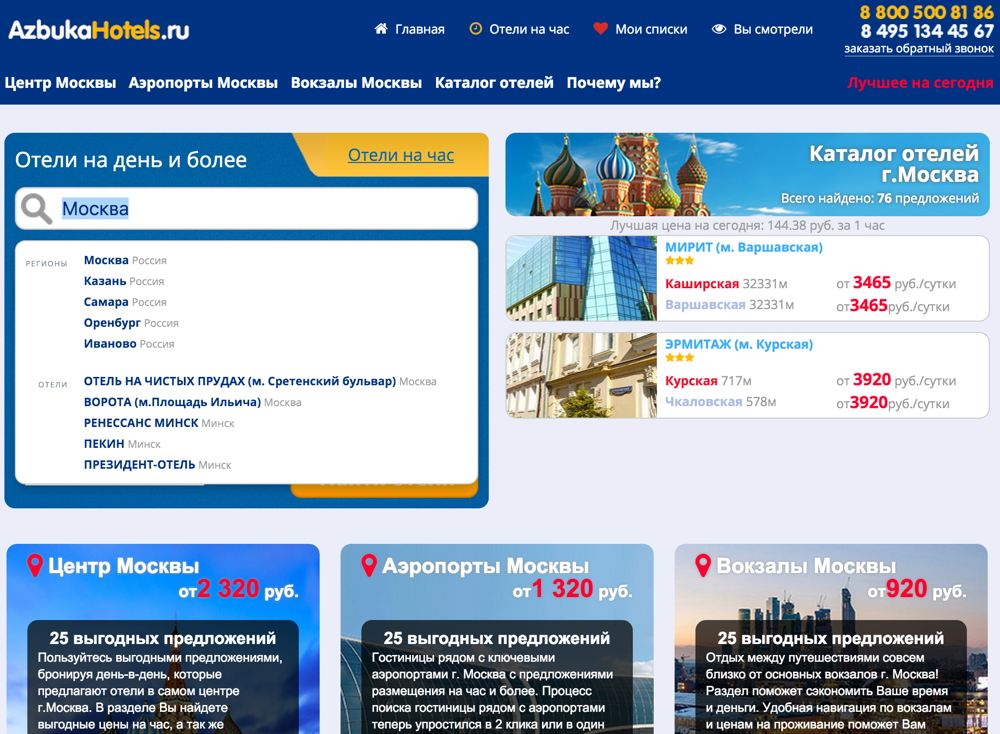 AzbukaHotels.ru
Главная
Отели на час
Мои списки
Вы смотрели
8 800 500 81 86
8 495 134 45 67
заказать обратный звонок
Центр Москвы Аэропорты Москвы Вокзалы Москвы Каталог отелей Почему мы?
Лучшее на сегодня
Отели на день и более
Отели на час
Москва
РЕГИОНЫ
Москва Россия
Казань Россия
Самара Россия
Оренбург Россия
Иваново Россия
ОТЕЛИ
ОТЕЛЬ НА ЧИСТЫХ ПРУДАХ (м. Сретенский бульвар) Москва
ВОРОТА (м.Площадь Ильича) Москва
РЕНЕССАНС МИНСК Минск
ПЕКИН Минск
ПРЕЗИДЕНТ-ОТЕЛЬ Минск
Каталог отелей
г.Москва
Всего найдено: 76 предложений
Лучшая цена на сегодня: 144.38 руб. за 1 час
МИРИТ (м. Варшавская)
Каширская 32331м от 3465 руб./сутки
Варшавская 32331м от3465руб./сутки
ЭРМИТАЖ (м. Курская)
Курская 717м от 3920 руб./сутки
Чкаловская 578м от3920руб./сутки
Центр Москвы
от2 320 руб.
25 выгодных предложений
Пользуйтесь выгодными предложениями,
бронируя день-в-день, которые
предлагают отели в самом центре
г.Москва. В разделе Вы найдете
выгодные цены на час, а так же
Аэропорты Москвы
от1 320 руб.
25 выгодных предложений
Гостиницы рядом с ключевыми
аэропортами г. Москва с предложениями
размещения на час и более. Процесс
поиска гостиницы рядом с аэропортами
теперь упростился в 2 клика или в один
Вокзалы Москвы
от920 руб.
25 выгодных предложений
Отдых между путешествиями совсем
близко от основных вокзалов г. Москва!
Раздел поможет сэкономить Ваше время
и деньги. Удобная навигация по вокзалам
и ценам на проживание поможет Вам